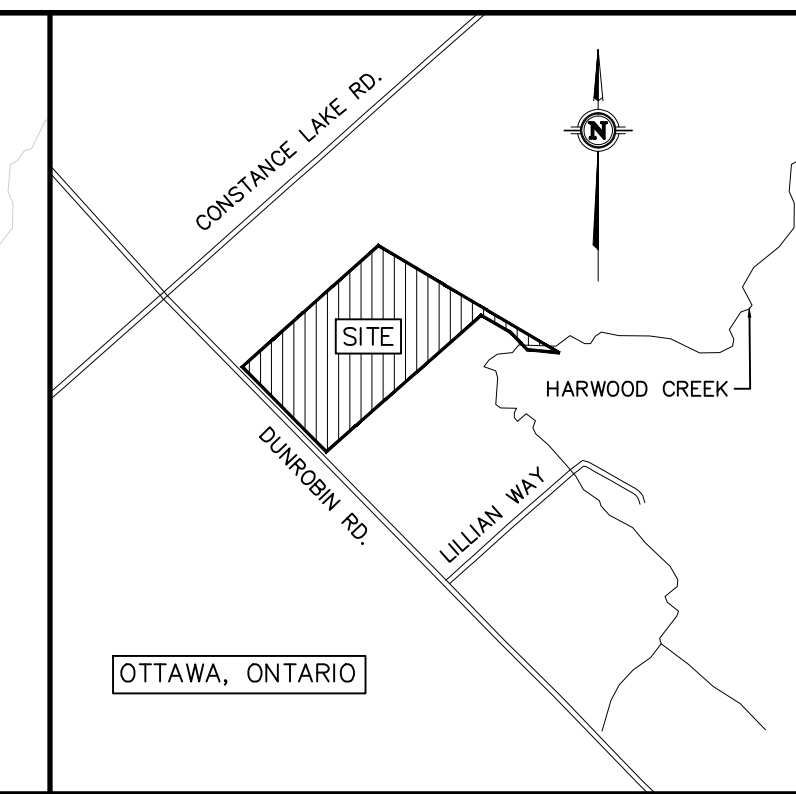 CONSTANCE LAKE RD.
N
SITE
HARWOOD CREEK
DUNROBIN RD.
LILLIAN WAY
OTTAWA, ONTARIO